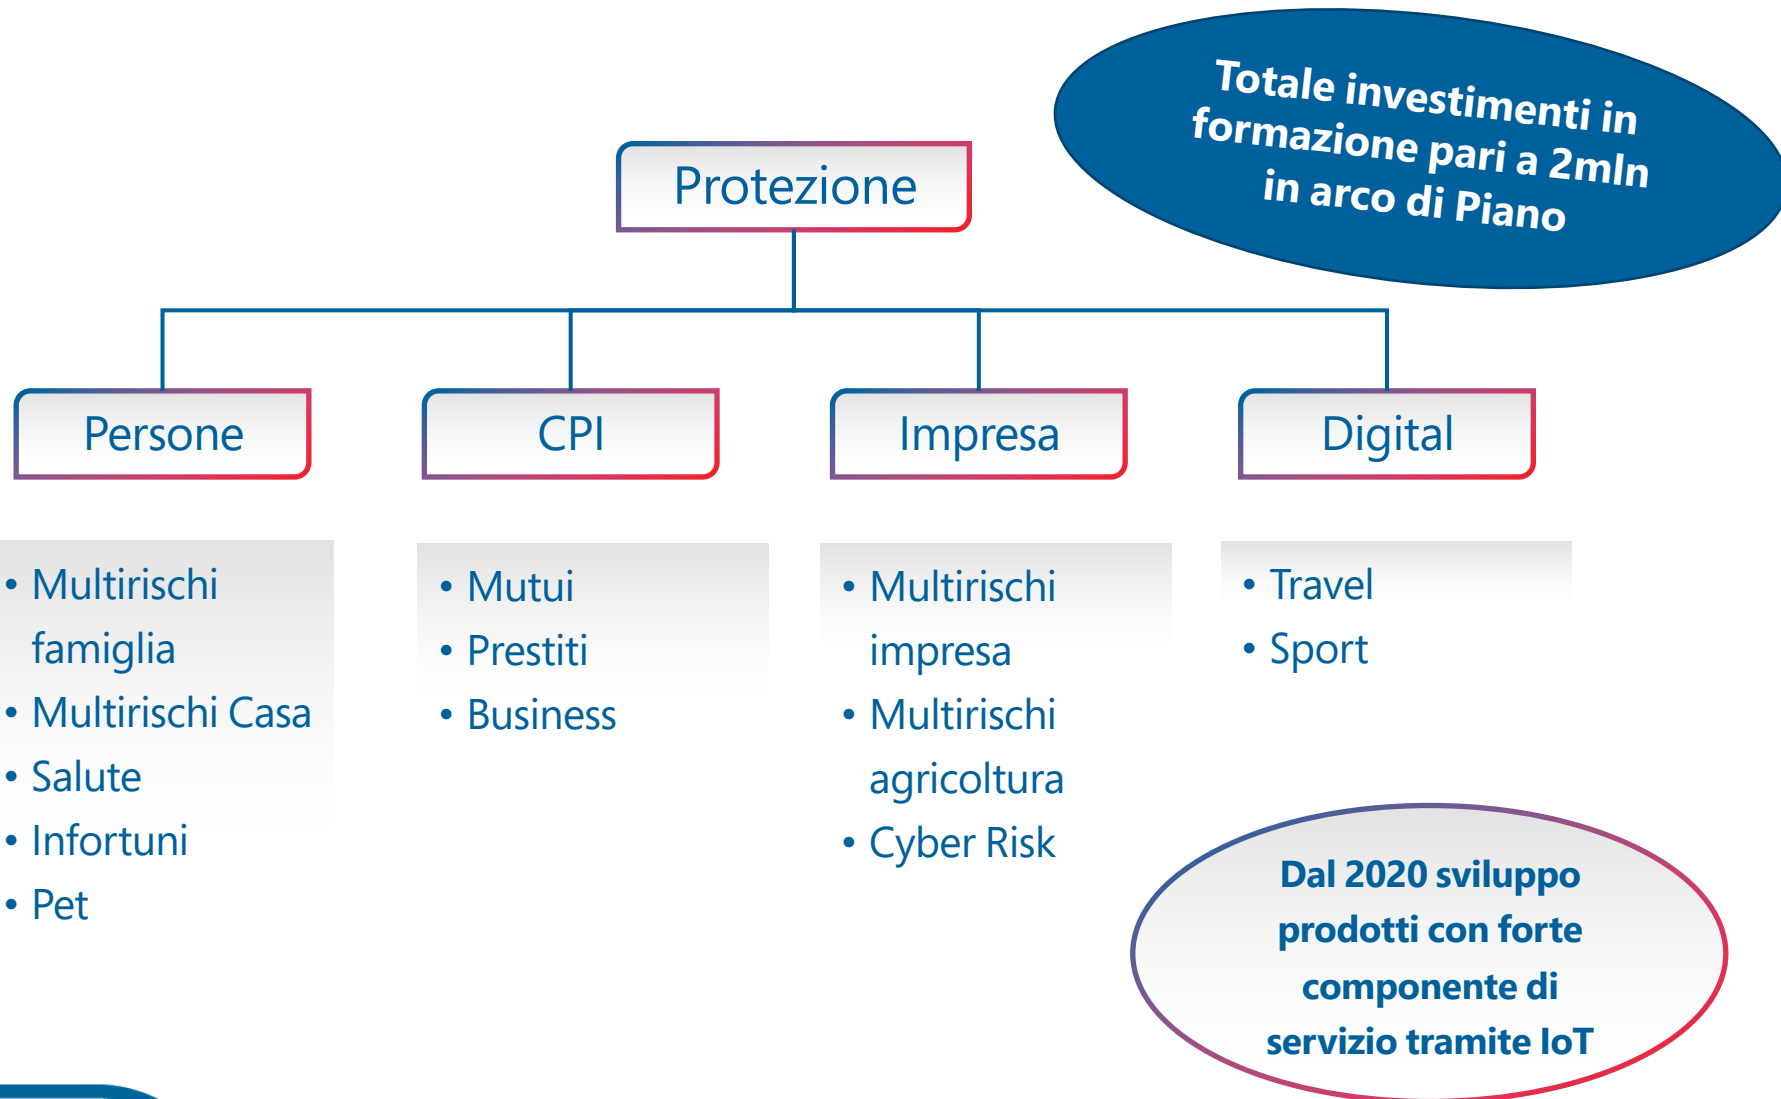 Totale investimenti in
formazione pari a 2mln
in arco di Piano
Protezione
Persone
CPI
Impresa
Digital
• Multirischi
famiglia
• Multirischi Casa
• Salute
• Infortuni
• Pet
• Mutui
• Prestiti
• Business
• Multirischi
impresa
• Multirischi
agricoltura
• Cyber Risk
• Travel
• Sport
Dal 2020 sviluppo
prodotti con forte
componente di
servizio tramite IoT